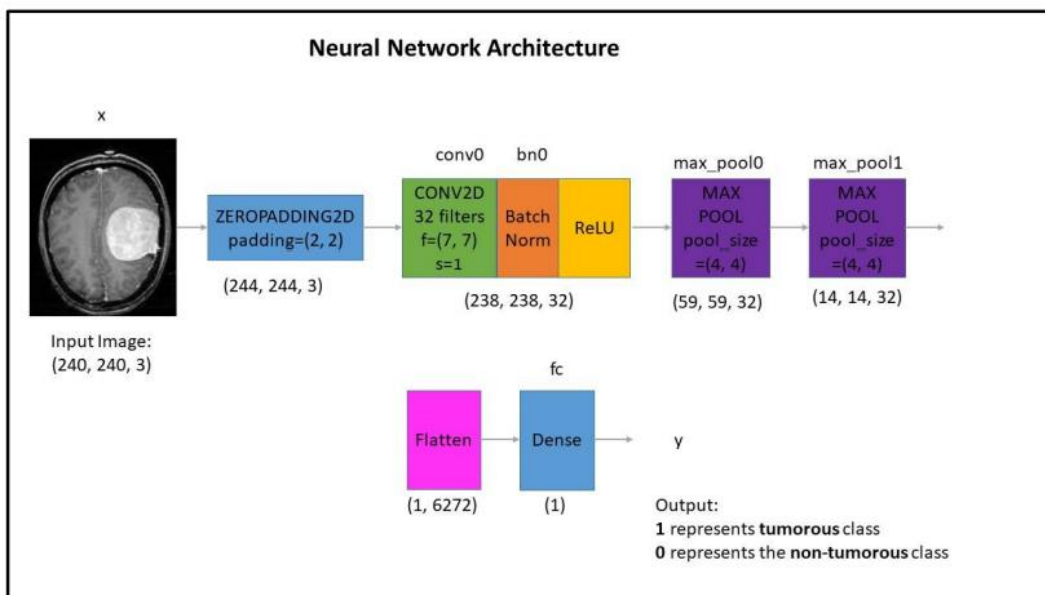 Neural Network Architecture
x
Input Image:
(240, 240, 3)
ZEROPADDING2D
padding=(2, 2)
(244, 244, 3)
conv0
bn0
CONV2D
32 filters
f=(7, 7)
s=1
Batch
Norm
ReLU
(238, 238, 32)
max_pool0
MAX
POOL
pool_size
=(4, 4)
(59, 59, 32)
max_pool1
MAX
POOL
pool_size
=(4, 4)
(14, 14, 32)
Flatten
(1, 6272)
fc
Dense
(1)
y
Output:
1 represents tumorous class
0 represents the non-tumorous class